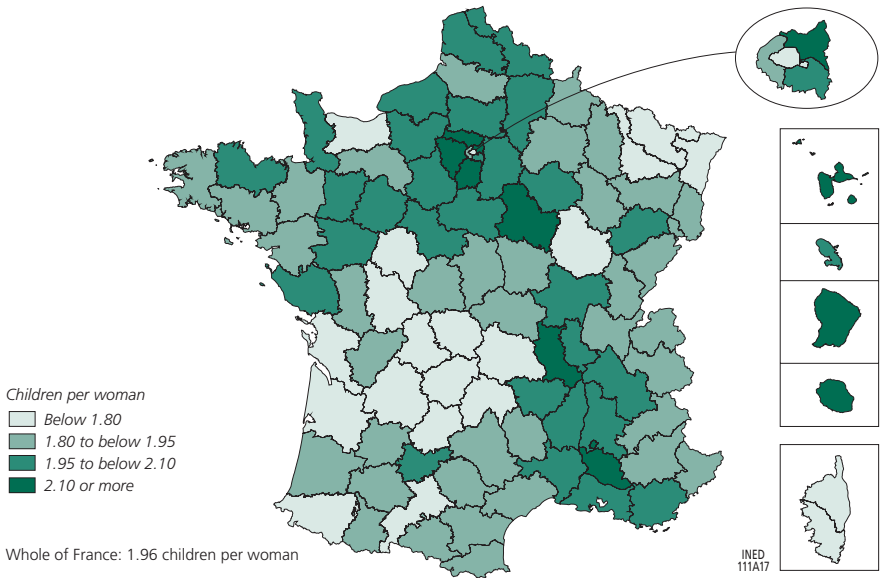 Children per woman
Below 1.80
1.80 to below 1.95
1.95 to below 2.10
2.10 or more
Whole of France: 1.96 children per woman
INED
111A17